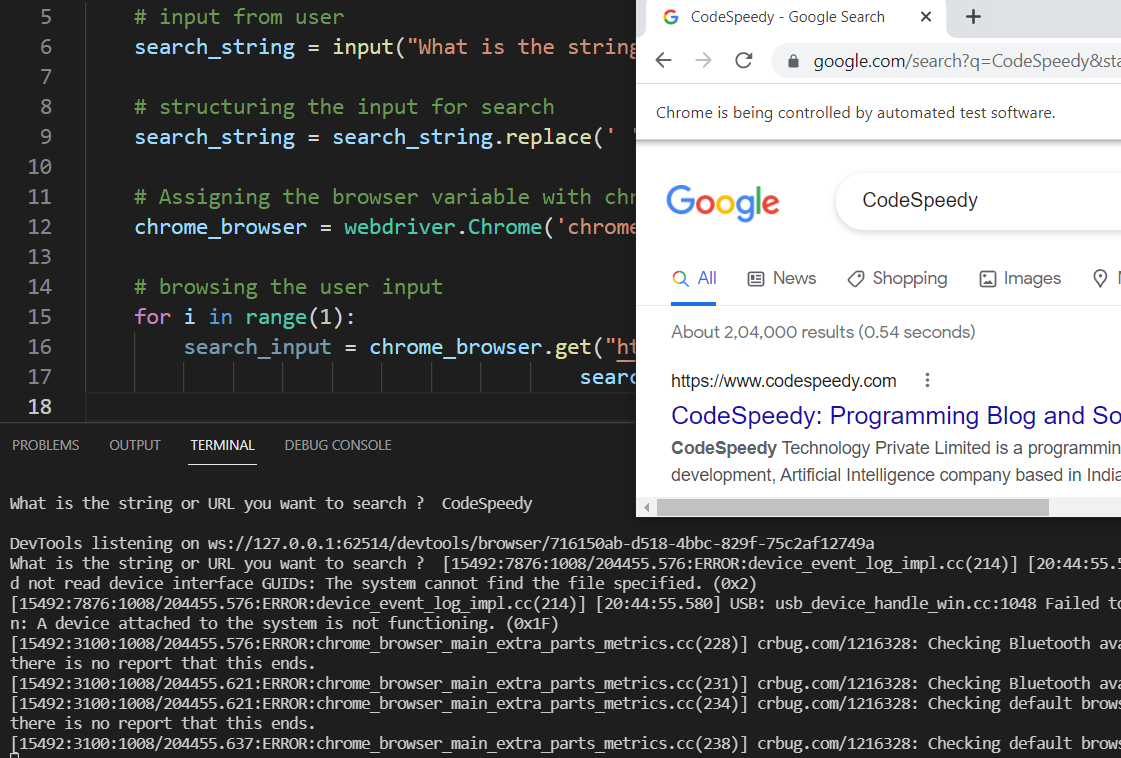 5 # input from user
6 search_string = input("What is the string
7
8 # structuring the input for search
9 search_string = search_string.replace(' '
10
11 # Assigning the browser variable with chr
12 chrome_browser = webdriver.Chrome('chrome
13
14 # browsing the user input
15 for i in range(1):
16 search_input = chrome_browser.get("ht
17 searc
18
CodeSpeedy - Google Search
google.com/search?q=CodeSpeedy&sta
Chrome is being controlled by automated test software.
Google CodeSpeedy
All News Shopping Images
About 2,04,000 results (0.54 seconds)
https://www.codespeedy.com
CodeSpeedy: Programming Blog and So
CodeSpeedy Technology Private Limited is a programmin
development, Artificial Intelligence company based in India
PROBLEMS OUTPUT TERMINAL DEBUG CONSOLE
What is the string or URL you want to search ? CodeSpeedy
DevTools listening on ws://127.0.0.1:62514/devtools/browser/716150ab-d518-4bbc-829f-75c2af12749a
What is the string or URL you want to search ? [15492:7876:1008/204455.576:ERROR:device_event_log_impl.cc(214)] [20:44:55.5
d not read device interface GUIDs: The system cannot find the file specified. (0x2)
[15492:7876:1008/204455.576:ERROR:device_event_log_impl.cc(214)] [20:44:55.580] USB: usb_device_handle_win.cc:1048 Failed to
n: A device attached to the system is not functioning. (0x1F)
[15492:3100:1008/204455.576:ERROR:chrome_browser_main_extra_parts_metrics.cc(228)] crbug.com/1216328: Checking Bluetooth ava
there is no report that this ends.
[15492:3100:1008/204455.621:ERROR:chrome_browser_main_extra_parts_metrics.cc(231)] crbug.com/1216328: Checking Bluetooth ava
[15492:3100:1008/204455.621:ERROR:chrome_browser_main_extra_parts_metrics.cc(234)] crbug.com/1216328: Checking default brows
there is no report that this ends.
[15492:3100:1008/204455.637:ERROR:chrome_browser_main_extra_parts_metrics.cc(238)] crbug.com/1216328: Checking default brows